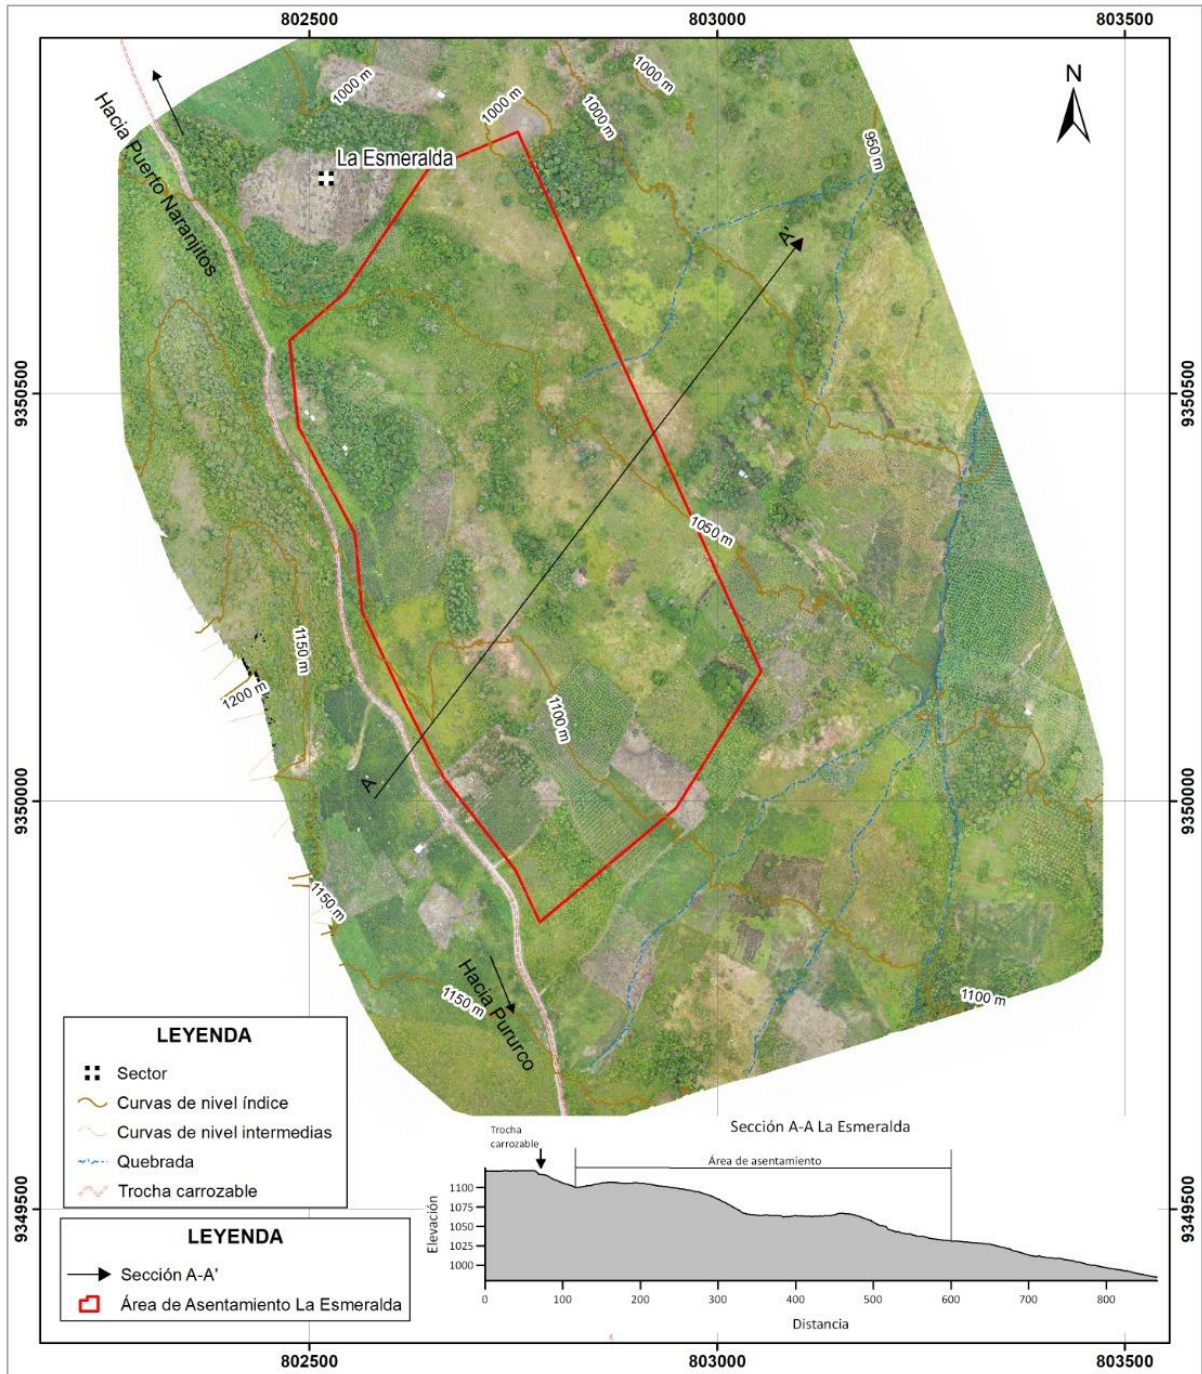 802500
803000
803500
N
1000 m
1000 m
1000 m
1000 m
950 m
Hacia Puerto Naranjitos
La Esmeralda
A'
9350500
9350500
1050 m
1150 m
1200 m
1100 m
A
9350000
9350000
1150 m
1150 m
Hacia Pururco
1100 m
LEYENDA
Sector
Curvas de nivel índice
Curvas de nivel intermedias
Quebrada
Trocha carrozable
LEYENDA
Sección A-A'
Área de Asentamiento La Esmeralda
Sección A-A La Esmeralda
Trocha
carrozable
Área de asentamiento
Elevación
1100
1075
1050
1025
1000
0
100
200
300
400
500
600
700
800
Distancia
9349500
9349500
802500
803000
803500